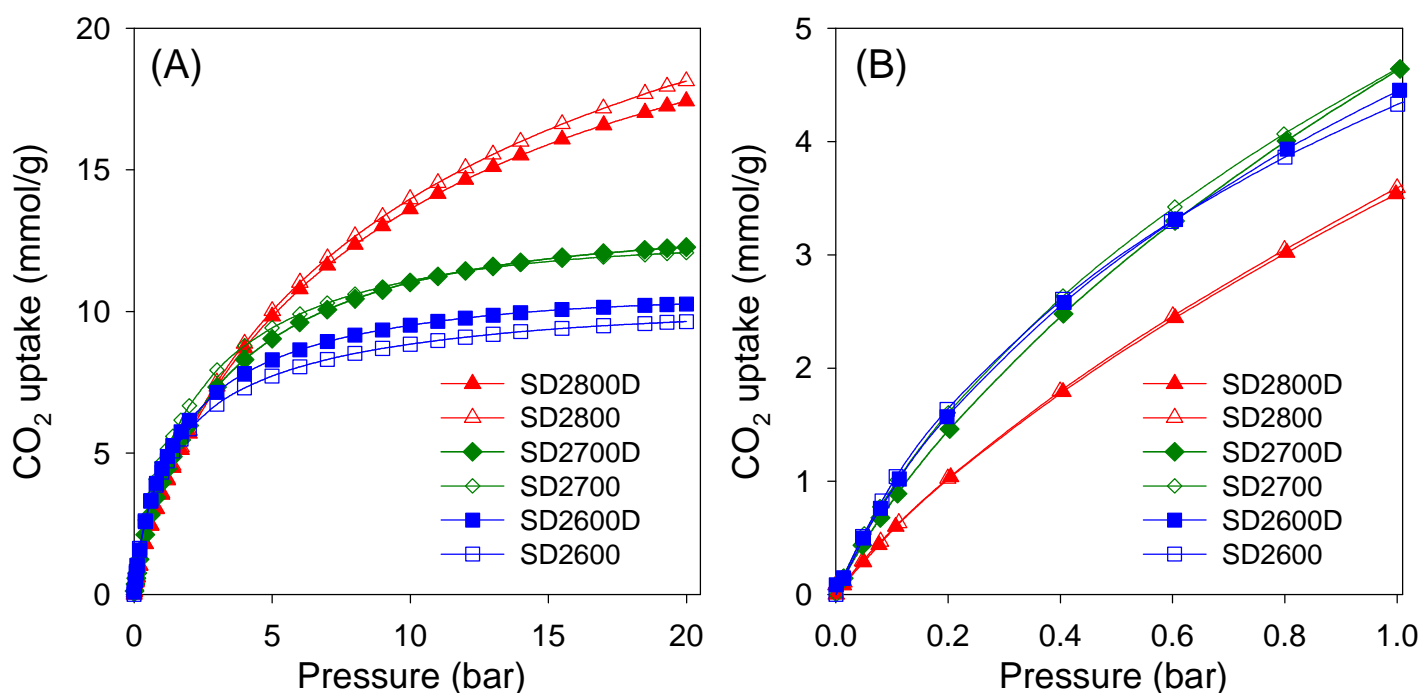 (A)
CO₂ uptake (mmol/g)
20
15
10
5
0
SD2800D
SD2800
SD2700D
SD2700
SD2600D
SD2600
0 5 10 15 20
Pressure (bar)
(B)
CO₂ uptake (mmol/g)
5
4
3
2
1
0
SD2800D
SD2800
SD2700D
SD2700
SD2600D
SD2600
0.0 0.2 0.4 0.6 0.8 1.0
Pressure (bar)